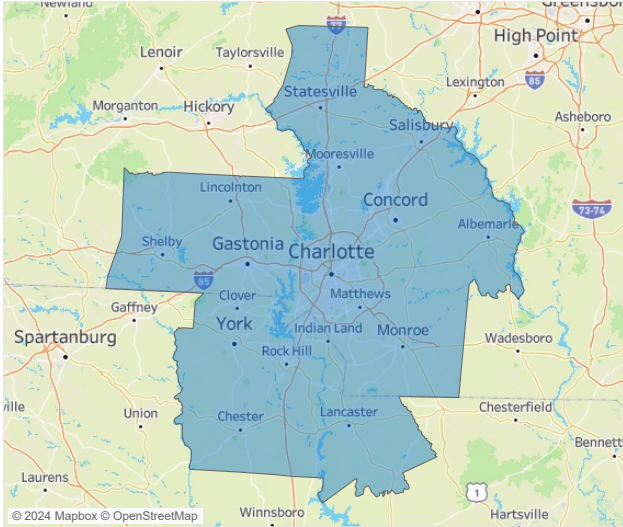 Newland
Greensboro
77
High Point
Lenoir
Taylorsville
85
Lexington
Statesville
Morganton
Hickory
Asheboro
Salisbury
Mooresville
Lincolnton
Concord
73-74
Albemarle
Shelby
Gastonia
Charlotte
85
Clover
Matthews
Gaffney
York
Indian Land
Monroe
Spartanburg
Wadesboro
Rock Hill
ville
Union
Chester
Lancaster
Chesterfield
Bennett
Laurens
1
Winnsboro
Hartsville
© 2024 Mapbox © OpenStreetMap